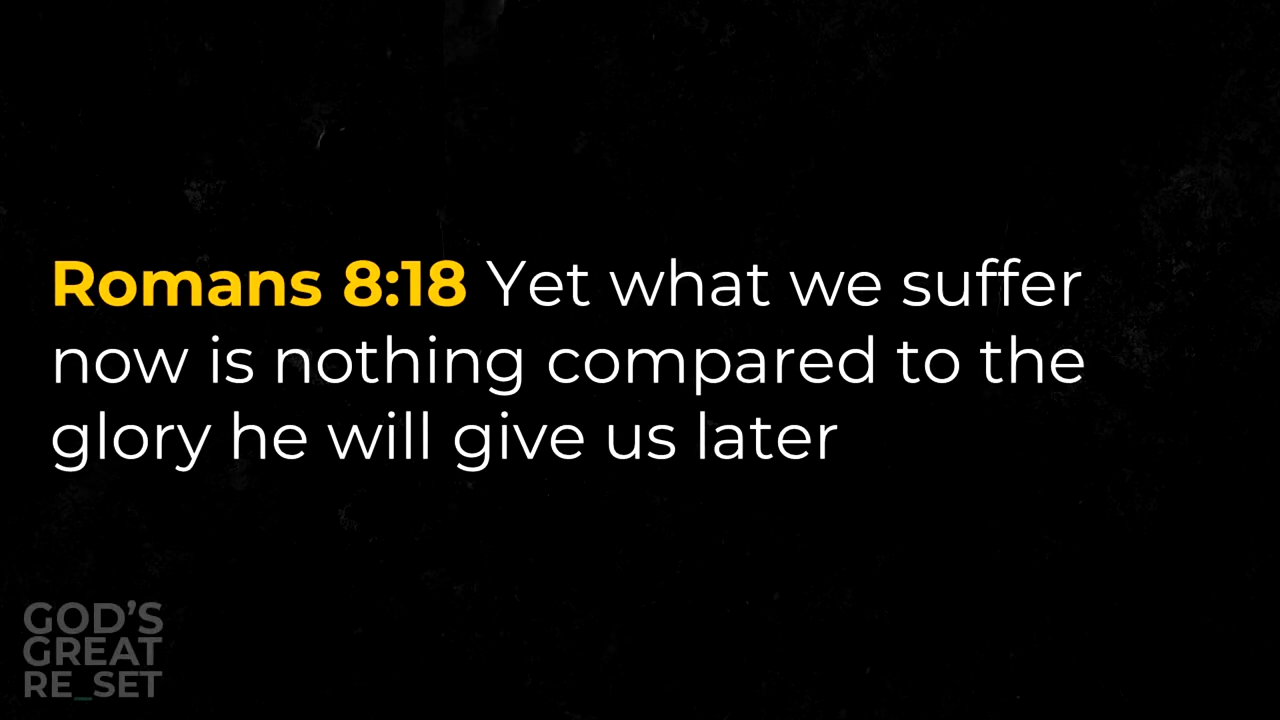 Romans 8:18 Yet what we suffer
now is nothing compared to the
glory he will give us later
GOD’S
GREAT
RE_SET